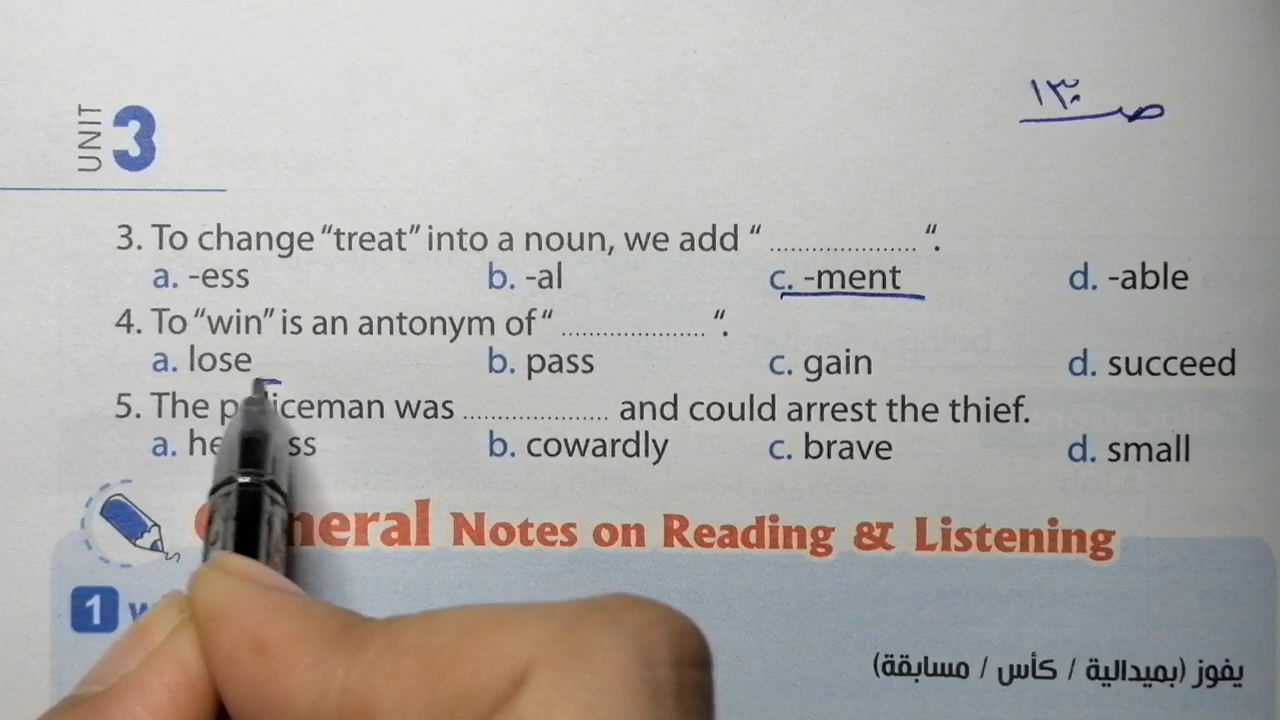 ص ١٣٠
UNIT 3
3. To change “treat” into a noun, we add “ ..................... “.
a. -ess b. -al c. -ment d. -able
4. To “win” is an antonym of “ ..................... “.
a. lose b. pass c. gain d. succeed
5. The policeman was ..................... and could arrest the thief.
a. he ss b. cowardly c. brave d. small
General Notes on Reading & Listening
1
يفوز (بميدالية / كأس / مسابقة)